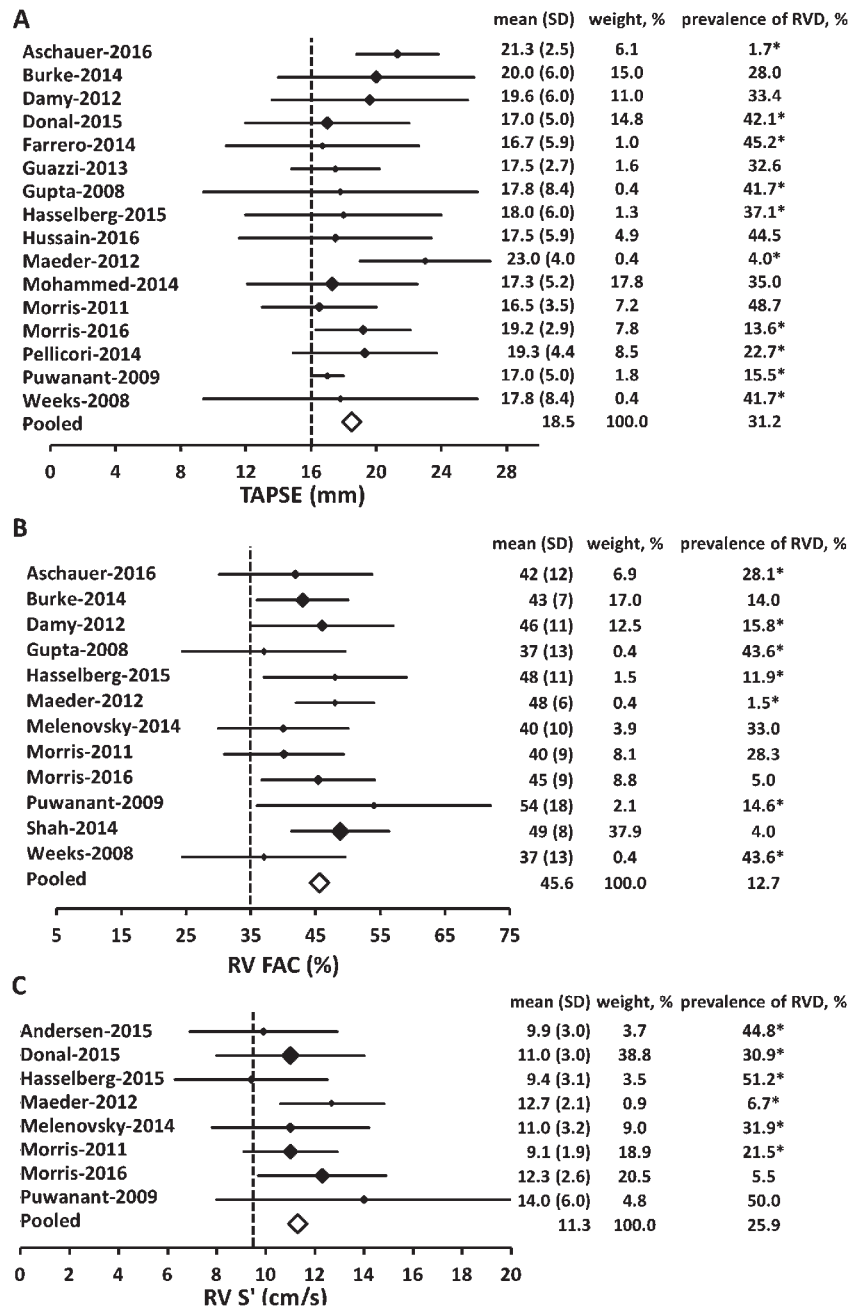 A
mean (SD) weight, % prevalence of RVD, %
Aschauer-2016 21.3 (2.5) 6.1 1.7*
Burke-2014 20.0 (6.0) 15.0 28.0
Damy-2012 19.6 (6.0) 11.0 33.4
Donal-2015 17.0 (5.0) 14.8 42.1*
Farrero-2014 16.7 (5.9) 1.0 45.2*
Guazzi-2013 17.5 (2.7) 1.6 32.6
Gupta-2008 17.8 (8.4) 0.4 41.7*
Hasselberg-2015 18.0 (6.0) 1.3 37.1*
Hussain-2016 17.5 (5.9) 4.9 44.5
Maeder-2012 23.0 (4.0 0.4 4.0*
Mohammed-2014 17.3 (5.2) 17.8 35.0
Morris-2011 16.5 (3.5) 7.2 48.7
Morris-2016 19.2 (2.9) 7.8 13.6*
Pellicori-2014 19.3 (4.4 8.5 22.7*
Puwanant-2009 17.0 (5.0) 1.8 15.5*
Weeks-2008 17.8 (8.4) 0.4 41.7*
Pooled 18.5 100.0 31.2
0 4 8 12 16 20 24 28
TAPSE (mm)
B
mean (SD) weight, % prevalence of RVD, %
Aschauer-2016 42 (12) 6.9 28.1*
Burke-2014 43 (7) 17.0 14.0
Damy-2012 46 (11) 12.5 15.8*
Gupta-2008 37 (13) 0.4 43.6*
Hasselberg-2015 48 (11) 1.5 11.9*
Maeder-2012 48 (6) 0.4 1.5*
Melenovsky-2014 40 (10) 3.9 33.0
Morris-2011 40 (9) 8.1 28.3
Morris-2016 45 (9) 8.8 5.0
Puwanant-2009 54 (18) 2.1 14.6*
Shah-2014 49 (8) 37.9 4.0
Weeks-2008 37 (13) 0.4 43.6*
Pooled 45.6 100.0 12.7
5 15 25 35 45 55 65 75
RV FAC (%)
C
mean (SD) weight, % prevalence of RVD, %
Andersen-2015 9.9 (3.0) 3.7 44.8*
Donal-2015 11.0 (3.0) 38.8 30.9*
Hasselberg-2015 9.4 (3.1) 3.5 51.2*
Maeder-2012 12.7 (2.1) 0.9 6.7*
Melenovsky-2014 11.0 (3.2) 9.0 31.9*
Morris-2011 9.1 (1.9) 18.9 21.5*
Morris-2016 12.3 (2.6) 20.5 5.5
Puwanant-2009 14.0 (6.0) 4.8 50.0
Pooled 11.3 100.0 25.9
0 2 4 6 8 10 12 14 16 18 20
RV S' (cm/s)